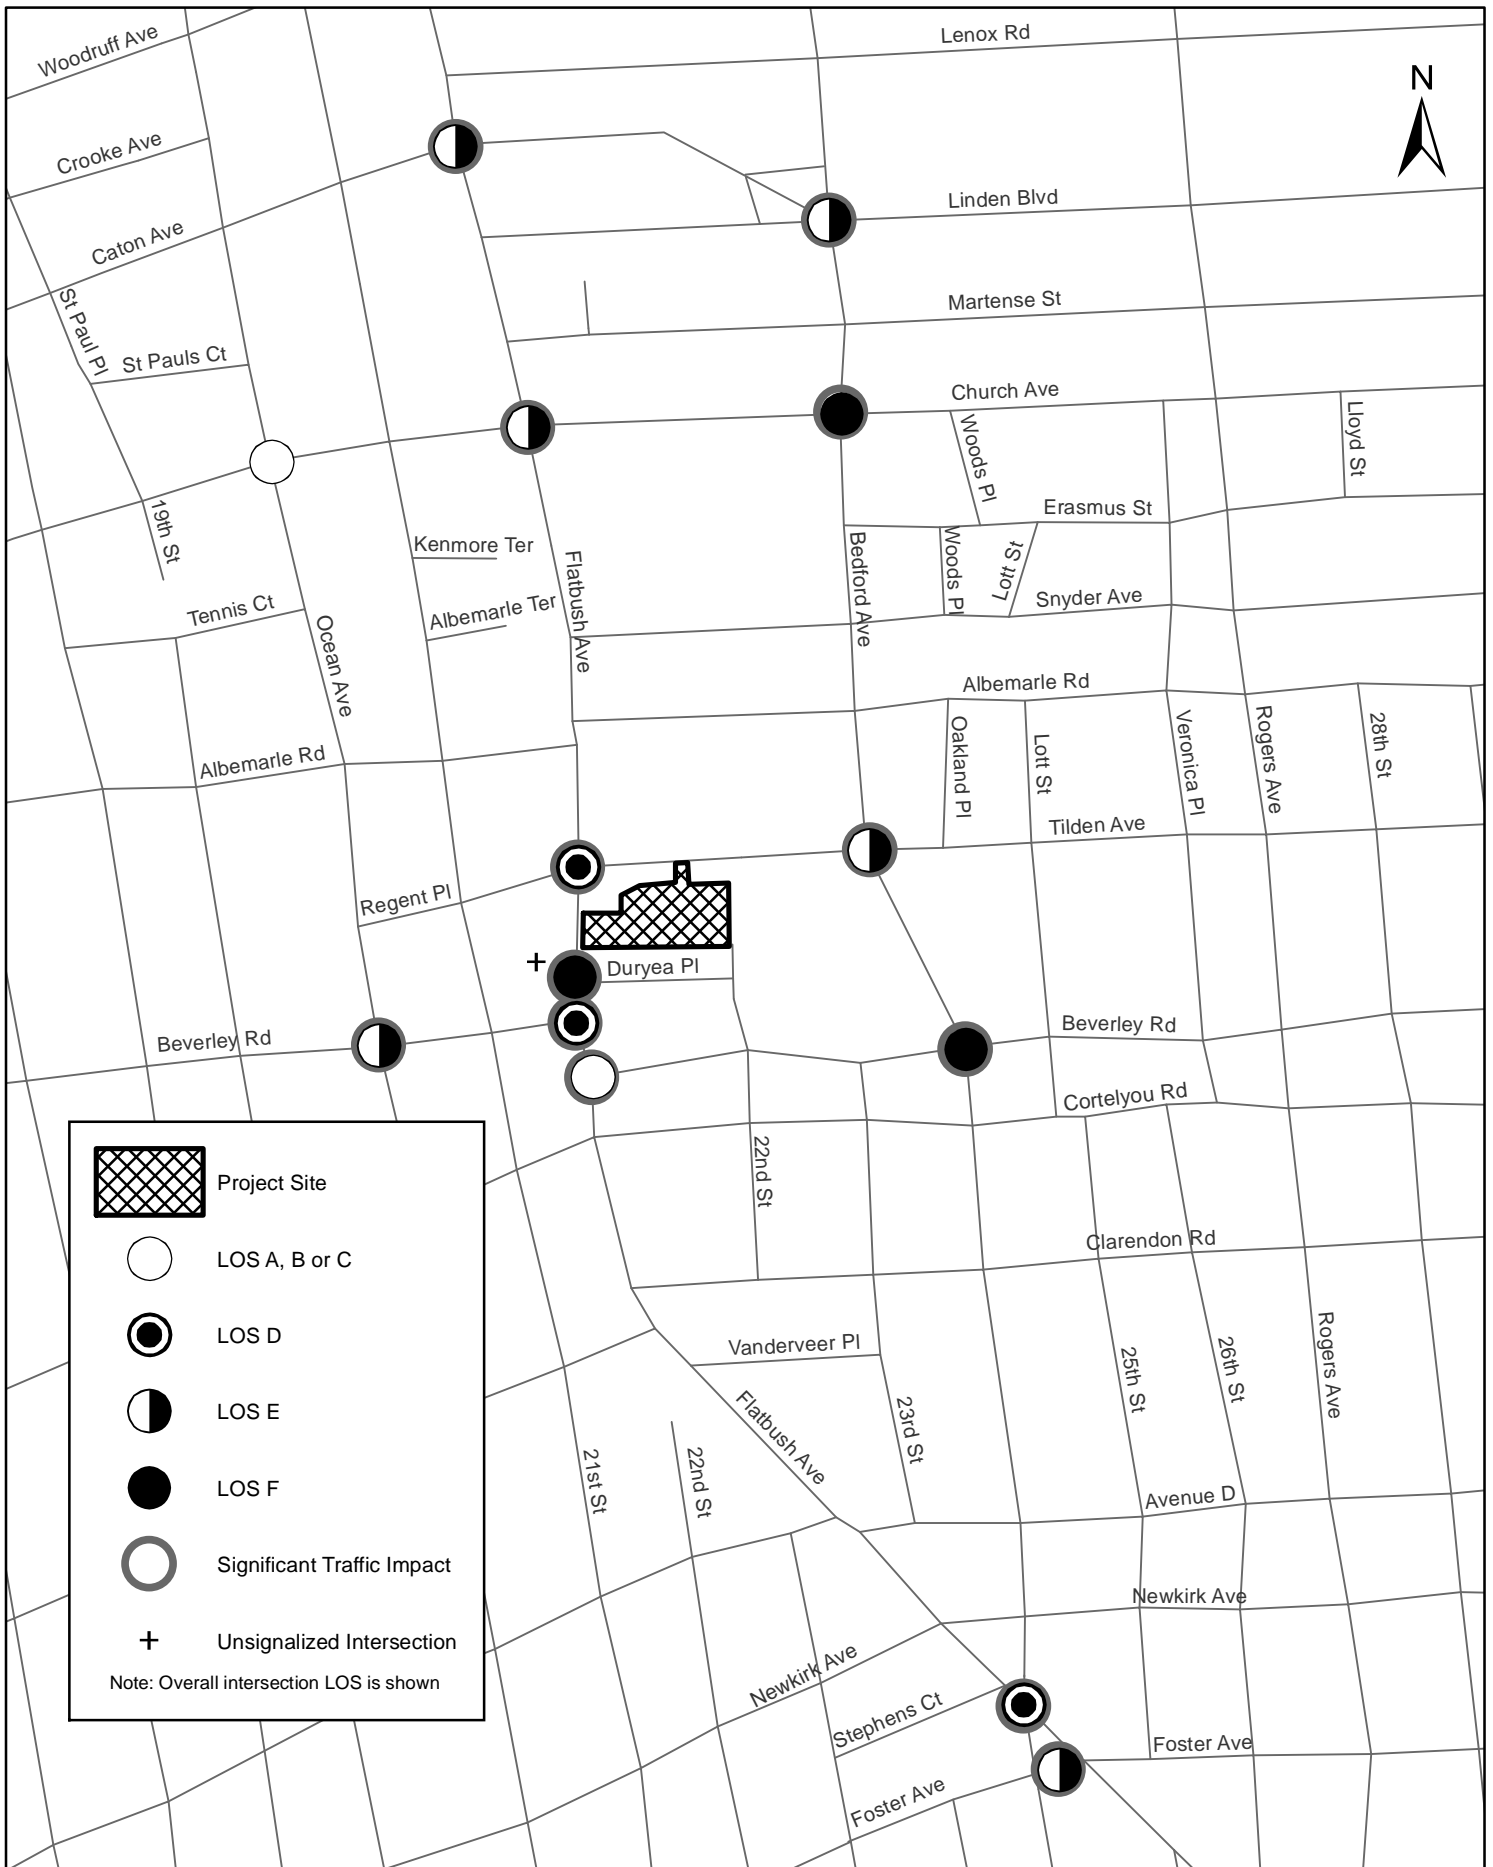 Woodruff Ave
Lenox Rd
N
Crooke Ave
Linden Blvd
Caton Ave
St Paul Pl
Martense St
St Pauls Ct
Church Ave
Woods Pl
Lloyd St
19th St
Erasmus St
Kenmore Ter
Flatbush Ave
Bedford Ave
Woods Pl
Lott St
Snyder Ave
Tennis Ct
Albemarle Ter
Ocean Ave
Albemarle Rd
Oakland Pl
Lott St
Veronica Pl
Rogers Ave
28th St
Albemarle Rd
Tilden Ave
Regent Pl
Duryea Pl
Beverley Rd
Beverley Rd
Cortelyou Rd
22nd St
Project Site
Clarendon Rd
LOS A, B or C
LOS D
Vanderveer Pl
25th St
26th St
Rogers Ave
Flatbush Ave
23rd St
LOS E
21st St
22nd St
LOS F
Avenue D
Significant Traffic Impact
Newkirk Ave
Unsignalized Intersection
Note: Overall intersection LOS is shown
Newkirk Ave
Stephens Ct
Foster Ave
Foster Ave